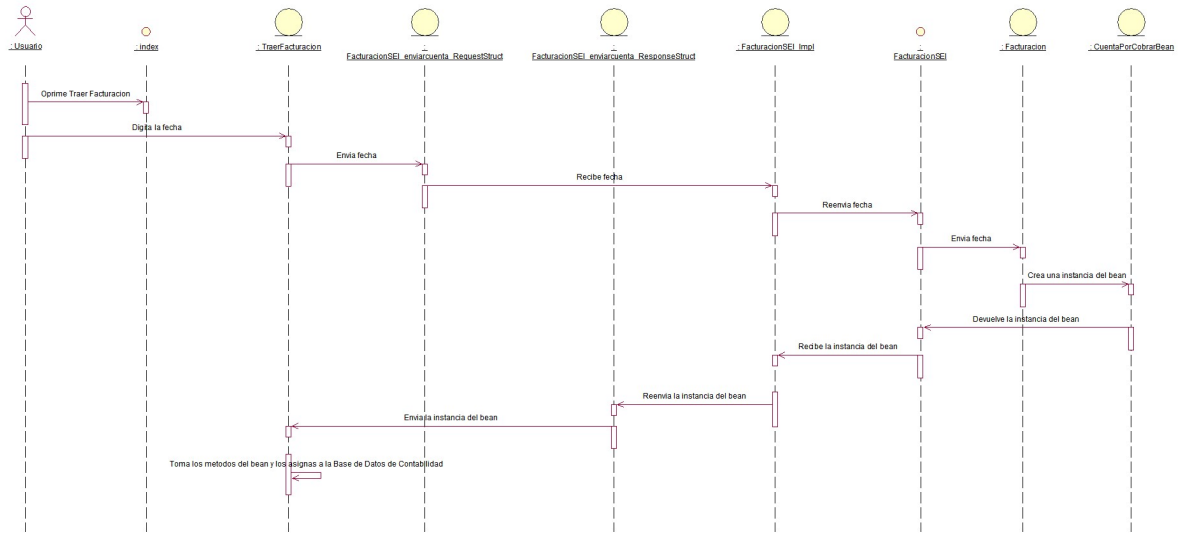 : Usuario
: index
: TraerFacturacion
:
FacturacionSEI_enviarcuenta_RequestStruct
:
FacturacionSEI_enviarcuenta_ResponseStruct
: FacturacionSEI_Impl
:
FacturacionSEI
: Facturacion
: CuentaPorCobrarBean
Oprime Traer Facturacion
Digita la fecha
Envia fecha
Recibe fecha
Reenvia fecha
Envia fecha
Crea una instancia del bean
Devuelve la instancia del bean
Recibe la instancia del bean
Reenvia la instancia del bean
Envia la instancia del bean
Toma los metodos del bean y los asignas a la Base de Datos de Contabilidad